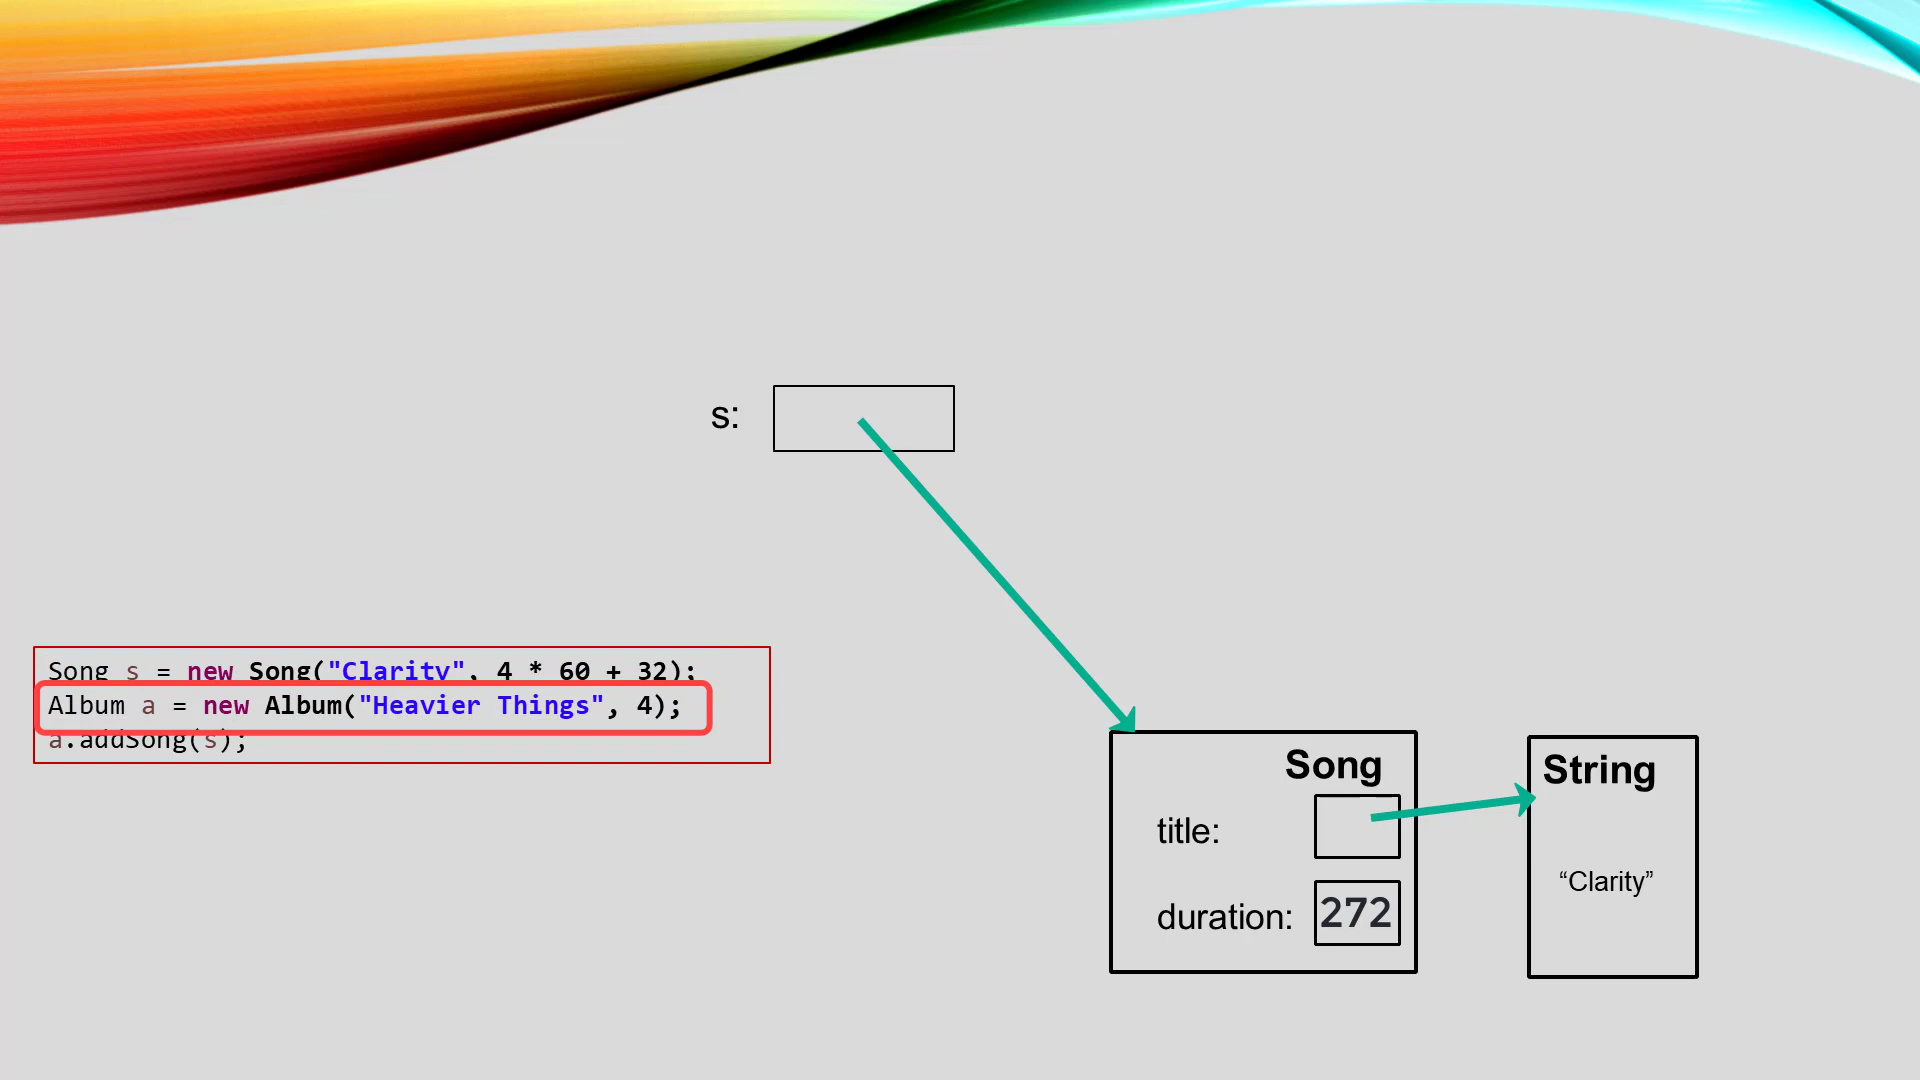 s:
Song s = new Song("Clarity", 4 * 60 + 32);
Album a = new Album("Heavier Things", 4);
a.addSong(s);
Song
title:
duration: 272
String
“Clarity”